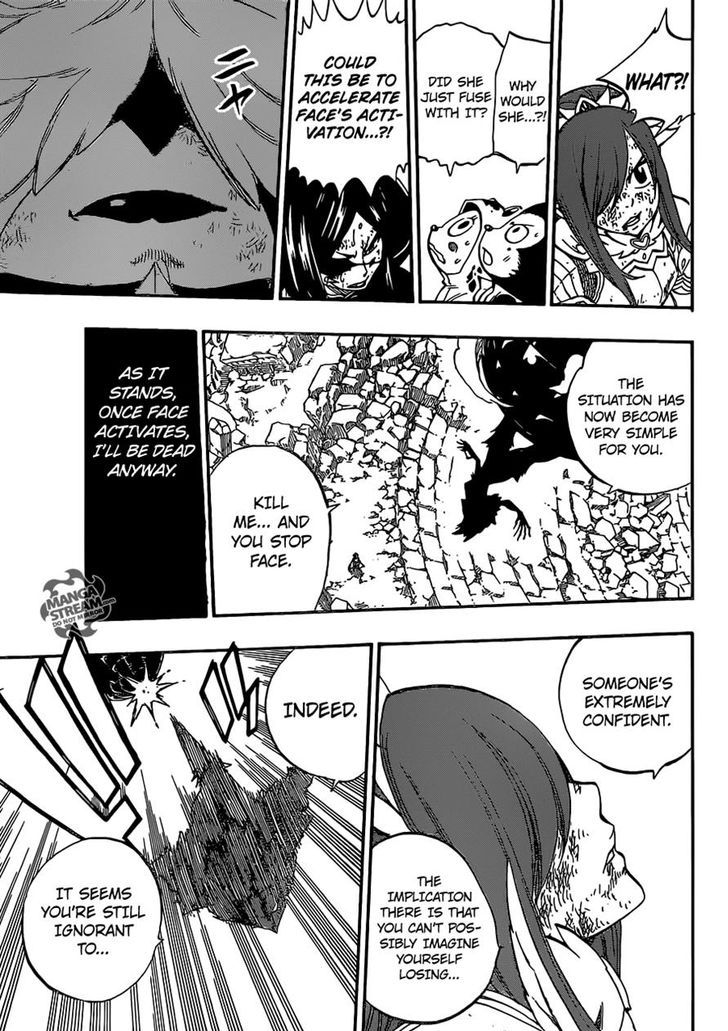 WHAT?!
WHY
WOULD
SHE...?!
DID SHE
JUST FUSE
WITH IT?
COULD
THIS BE TO
ACCELERATE
FACE'S ACTI-
VATION...?!
ニヤ
THE
SITUATION HAS
NOW BECOME
VERY SIMPLE
FOR YOU.
KILL
ME... AND
YOU STOP
FACE.
AS IT
STANDS,
ONCE FACE
ACTIVATES,
I'LL BE DEAD
ANYWAY.
MANGA
STREAM
DO NOT MIRROR
SOMEONE'S
EXTREMELY
CONFIDENT.
THE
IMPLICATION
THERE IS THAT
YOU CAN'T POS-
SIBLY IMAGINE
YOURSELF
LOSING...
INDEED.
IT SEEMS
YOU'RE STILL
IGNORANT
TO...